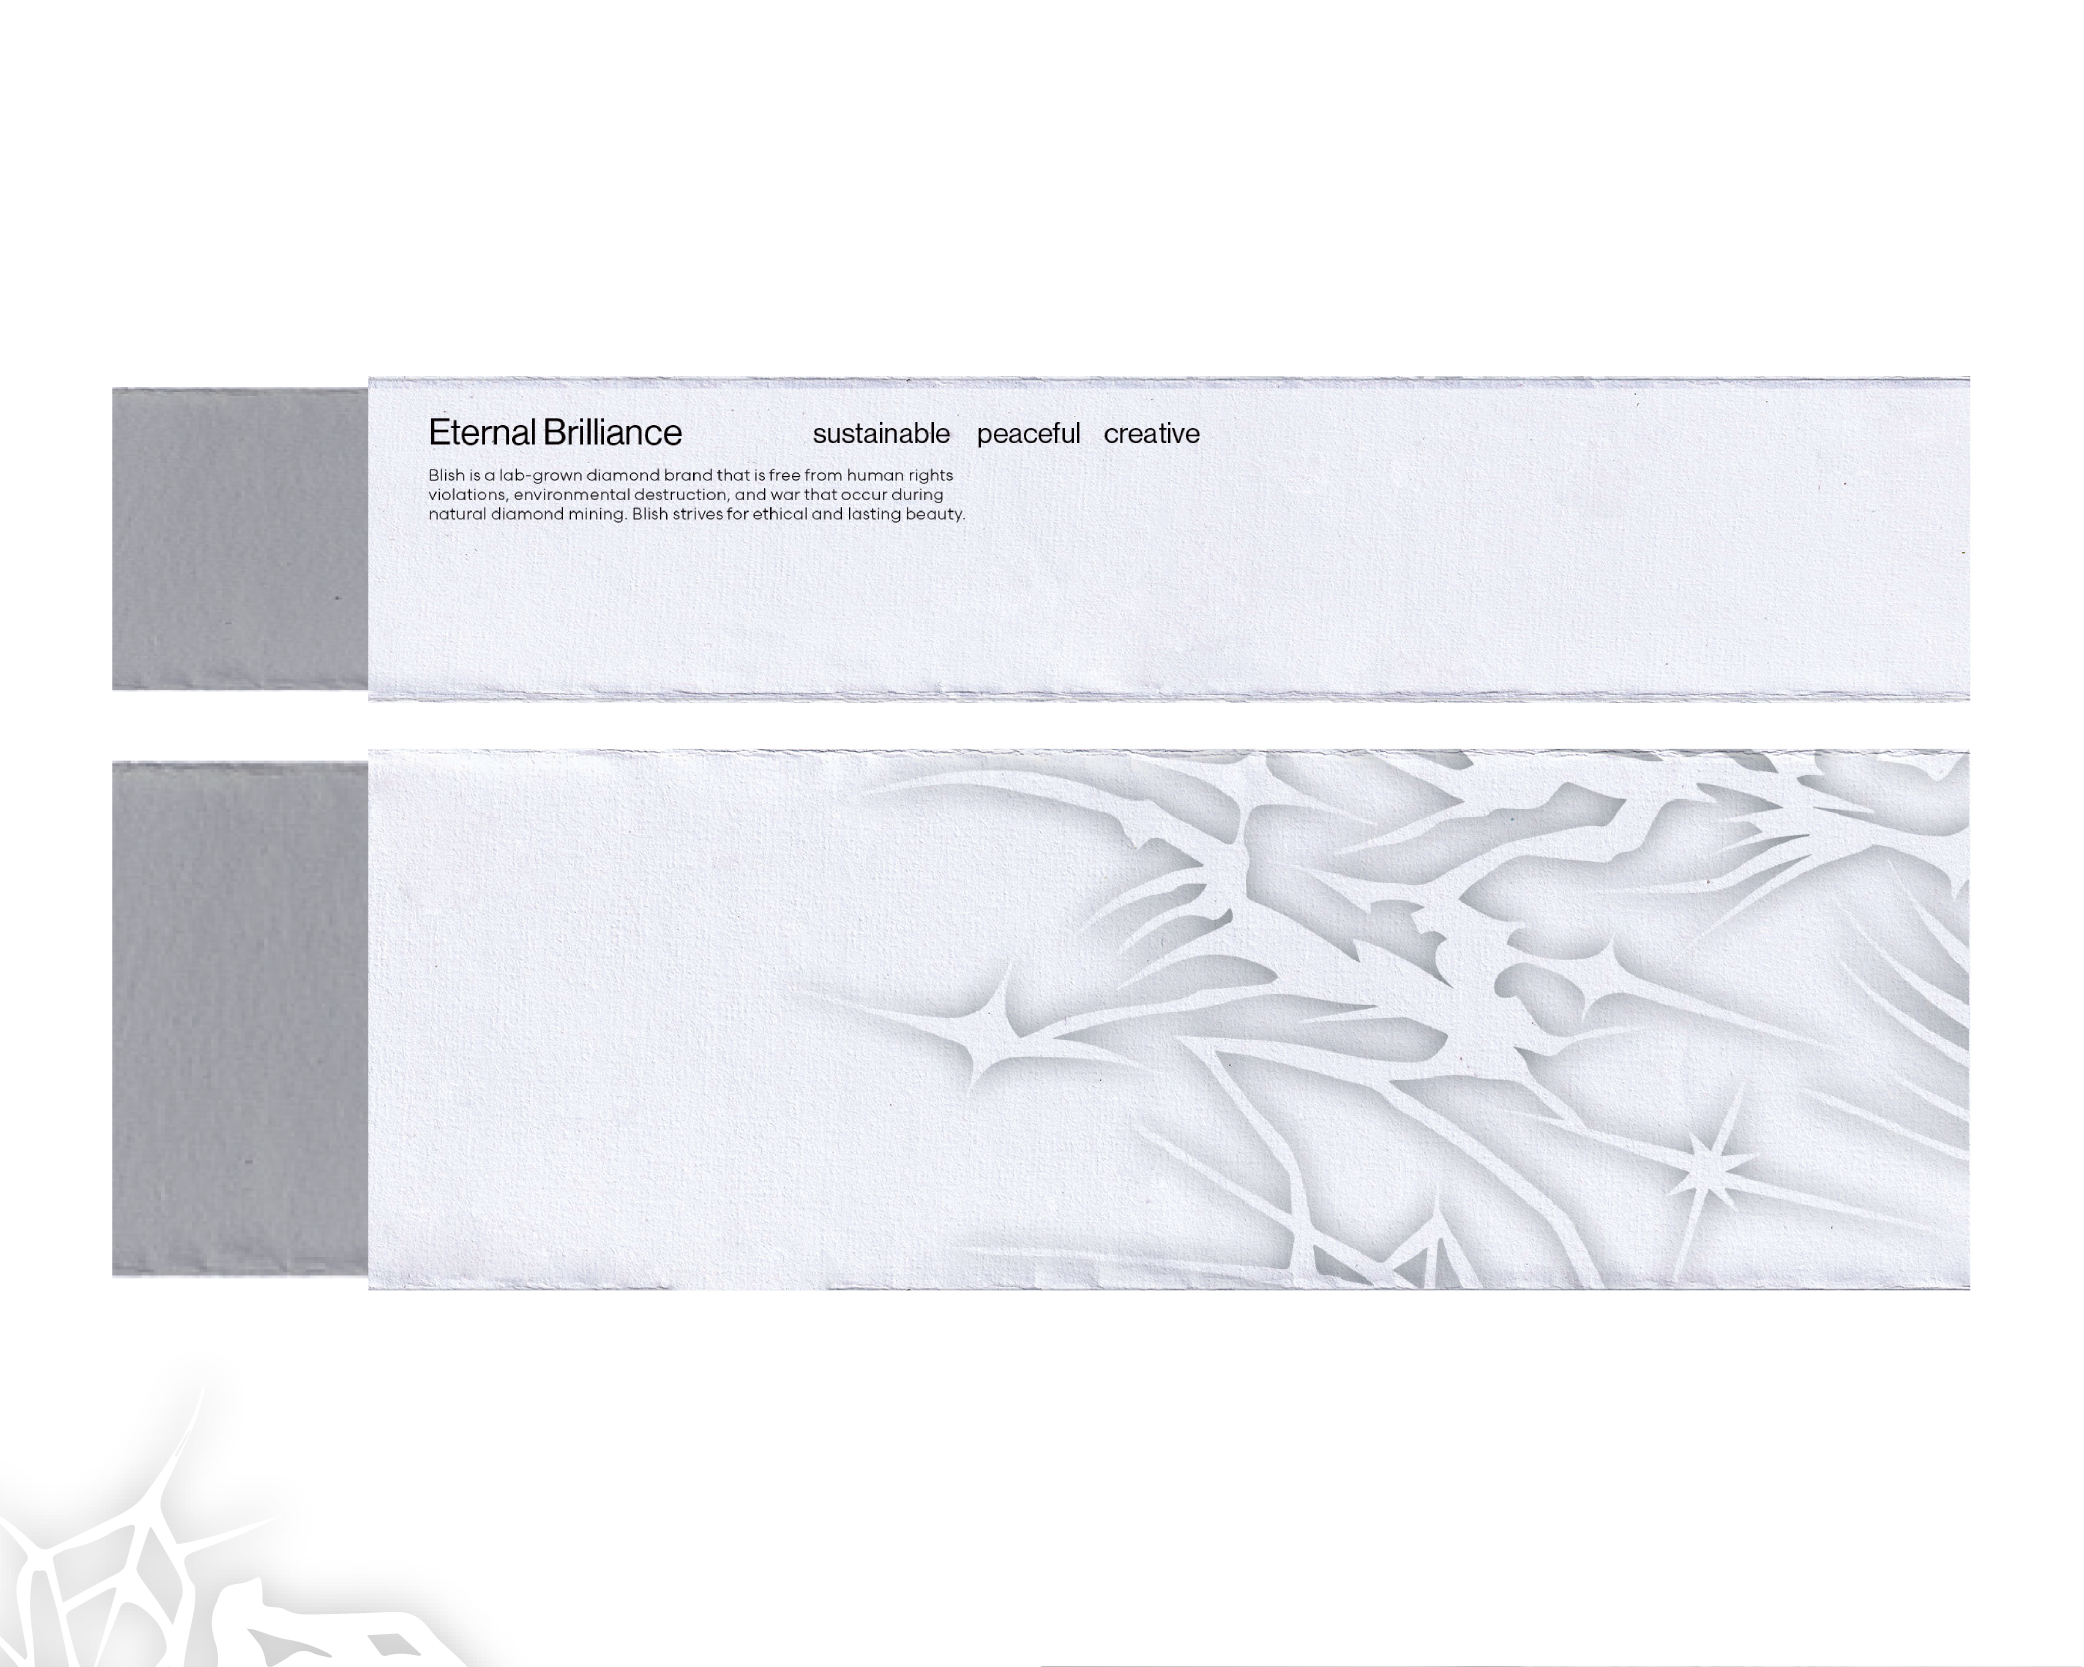 Eternal Brilliance
sustainable peaceful creative
Blish is a lab-grown diamond brand that is free from human rights
violations, environmental destruction, and war that occur during
natural diamond mining. Blish strives for ethical and lasting beauty.